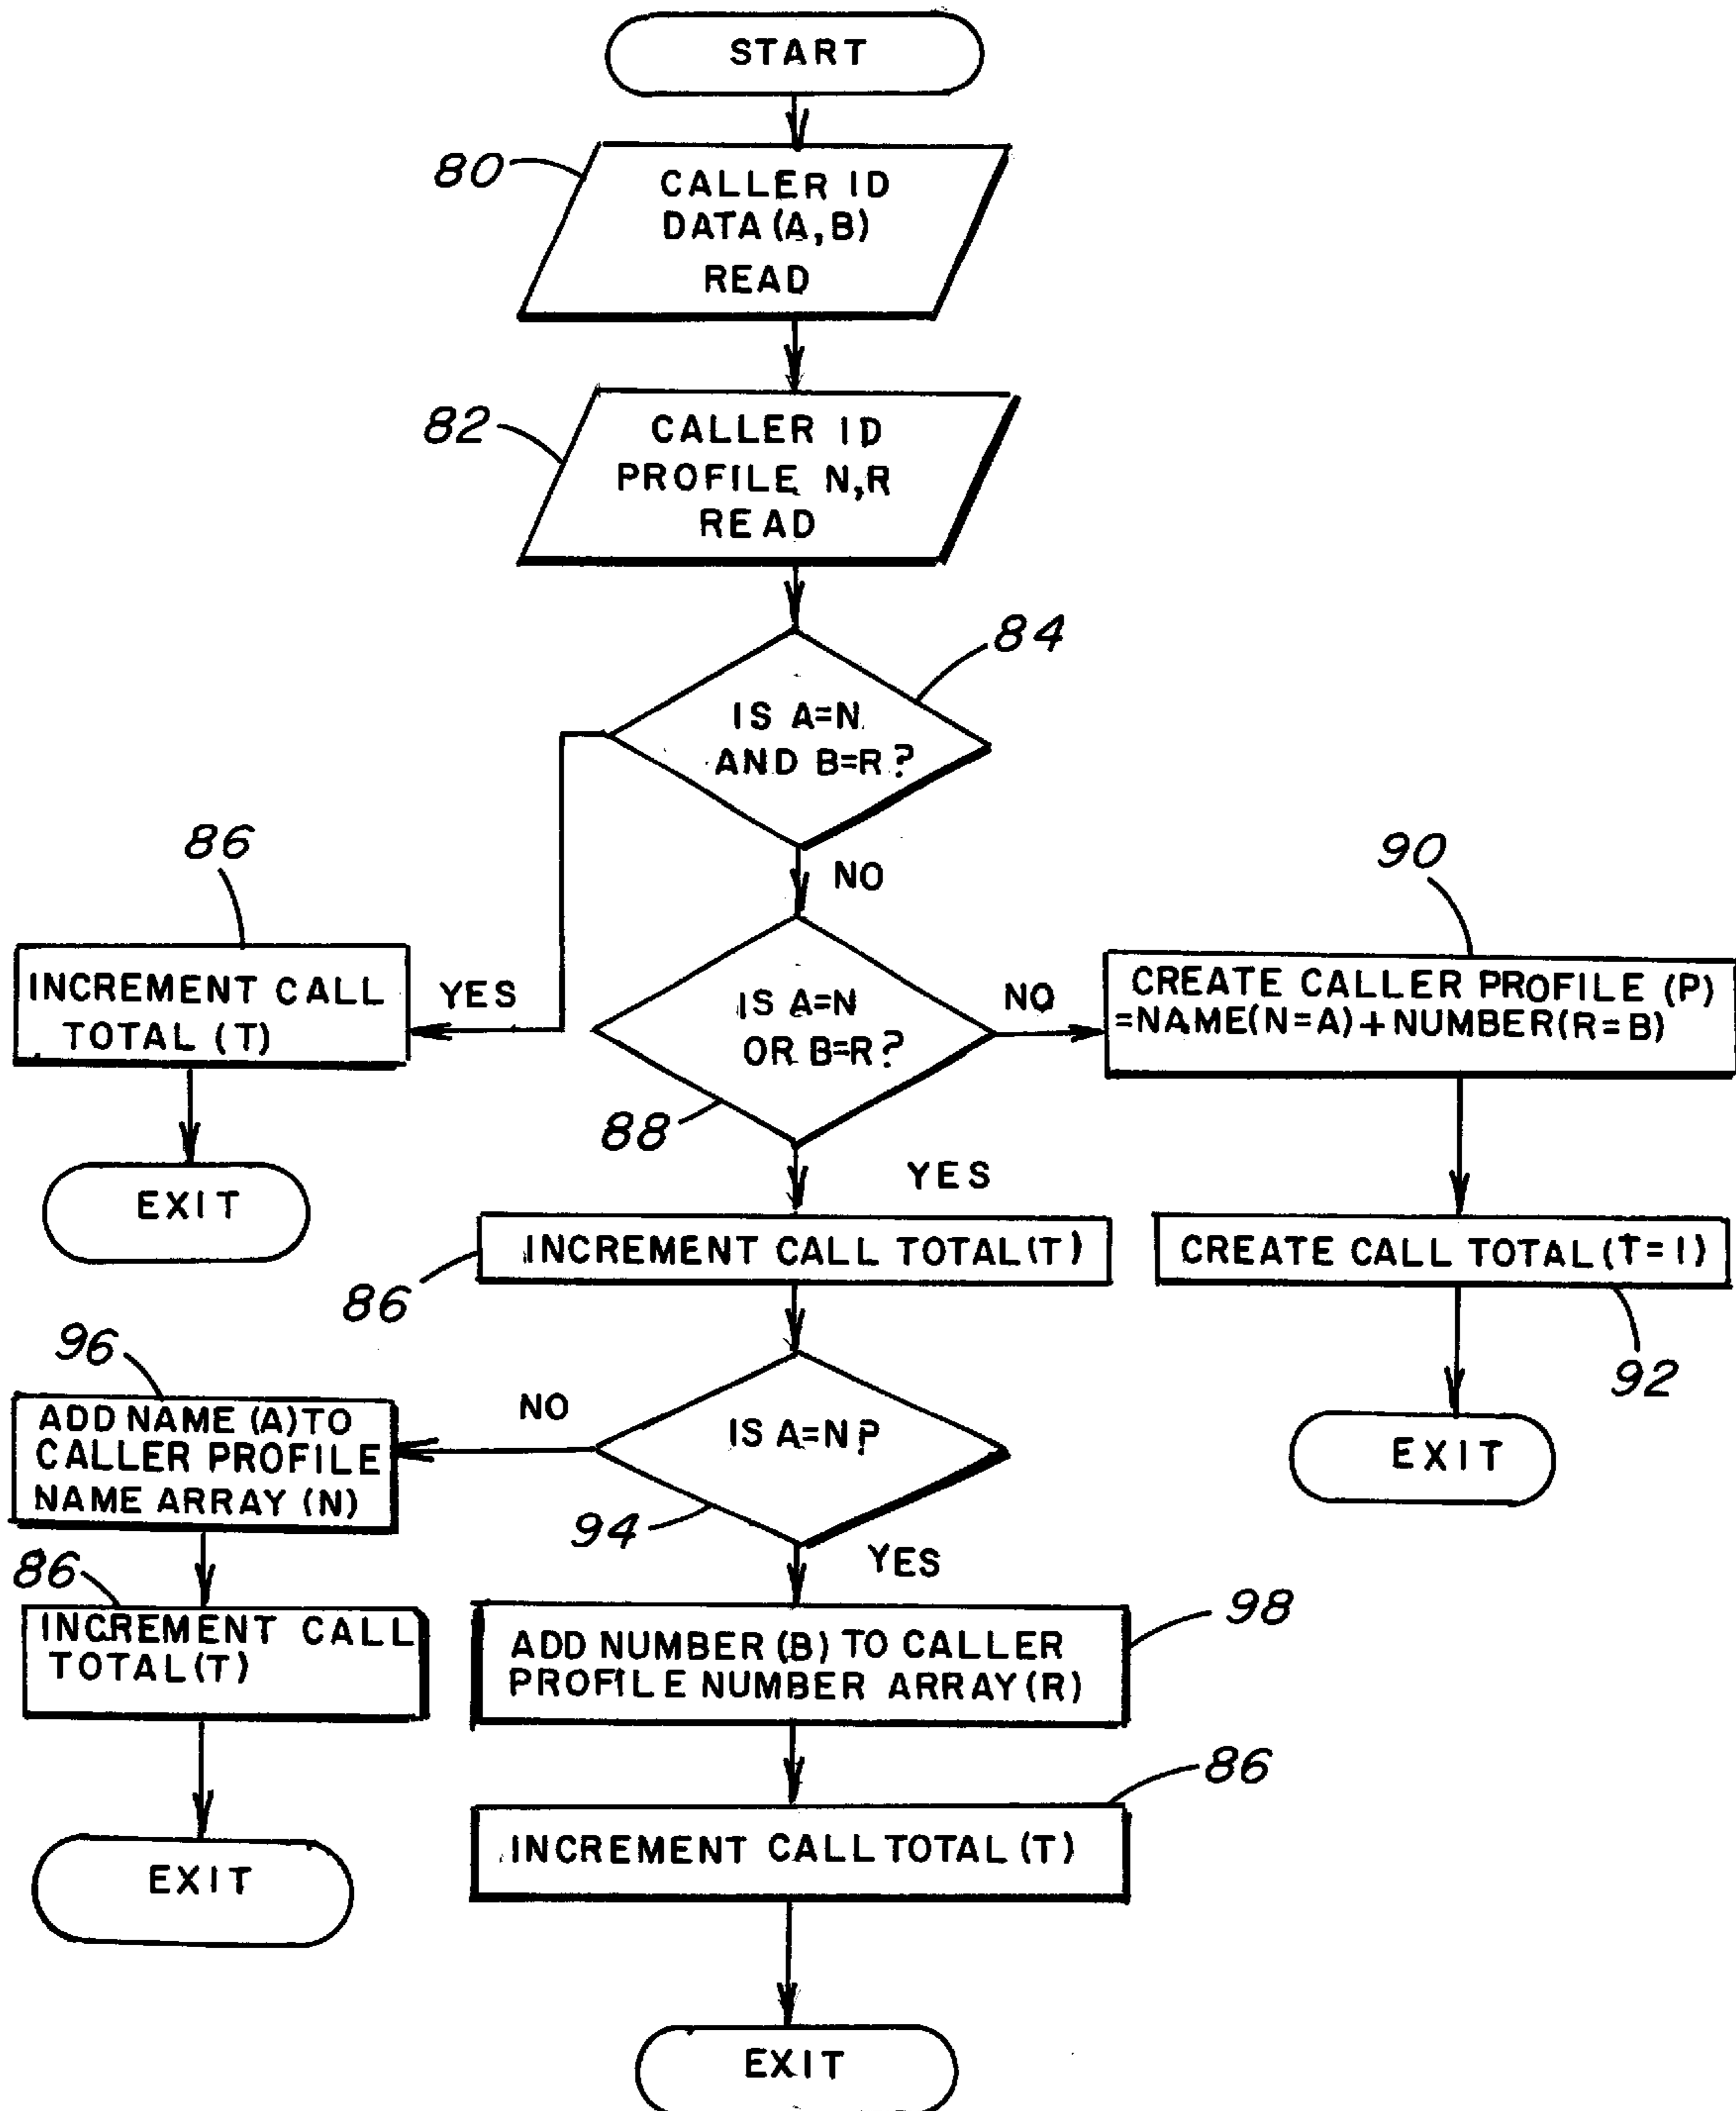 START
80
CALLER ID
DATA (A,B)
READ
82
CALLER ID
PROFILE N,R
READ
84
IS A=N
AND B=R?
NO
YES
86
INCREMENT CALL
TOTAL (T)
EXIT
88
IS A=N
OR B=R?
NO
90
CREATE CALLER PROFILE (P)
=NAME(N=A)+NUMBER(R=B)
CREATE CALL TOTAL (T=1)
92
EXIT
YES
INCREMENT CALL TOTAL (T)
86
IS A=N?
94
NO
96
ADD NAME (A) TO
CALLER PROFILE
NAME ARRAY (N)
86
INCREMENT CALL
TOTAL (T)
EXIT
YES
98
ADD NUMBER (B) TO CALLER
PROFILE NUMBER ARRAY (R)
86
INCREMENT CALL TOTAL (T)
EXIT